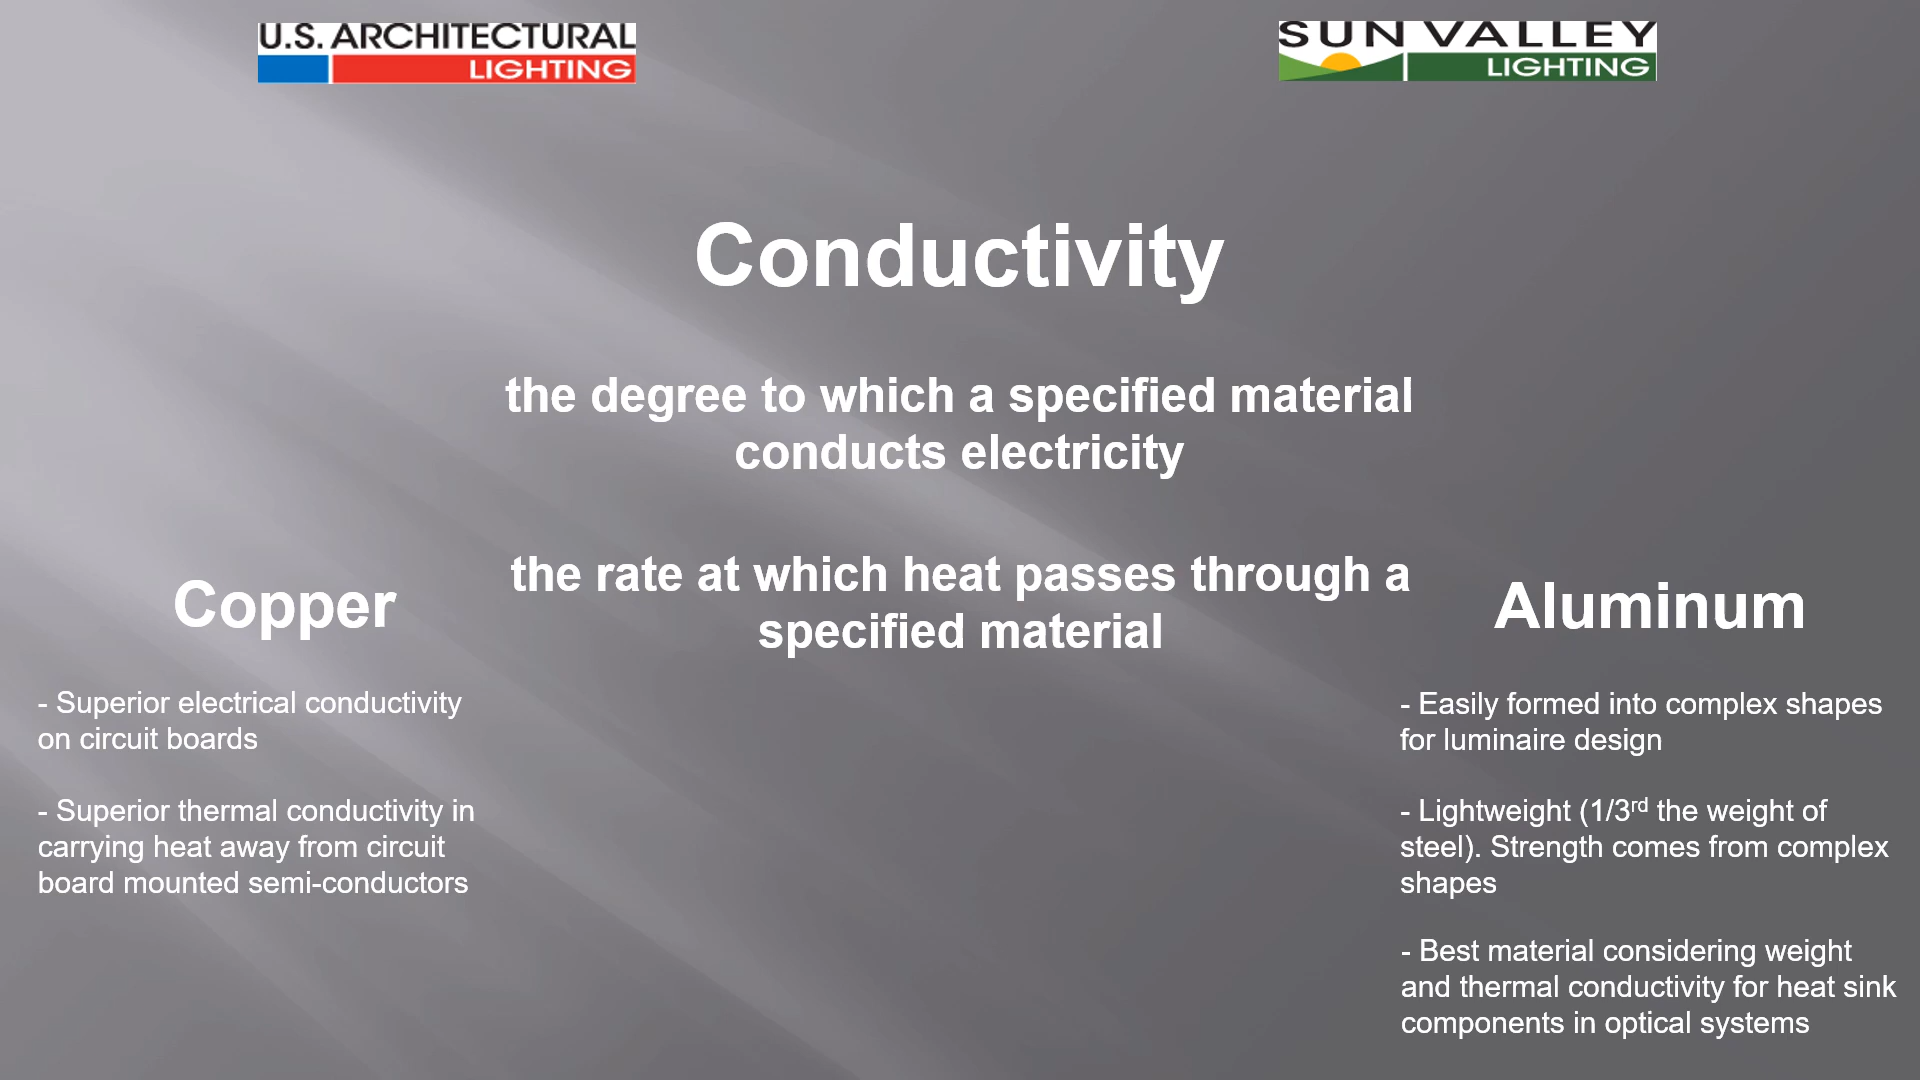 U.S. ARCHITECTURAL
LIGHTING
SUN VALLEY
LIGHTING
Conductivity
the degree to which a specified material
conducts electricity
the rate at which heat passes through a
specified material
Copper
- Superior electrical conductivity
on circuit boards
- Superior thermal conductivity in
carrying heat away from circuit
board mounted semi-conductors
Aluminum
- Easily formed into complex shapes
for luminaire design
- Lightweight (1/3rd the weight of
steel). Strength comes from complex
shapes
- Best material considering weight
and thermal conductivity for heat sink
components in optical systems